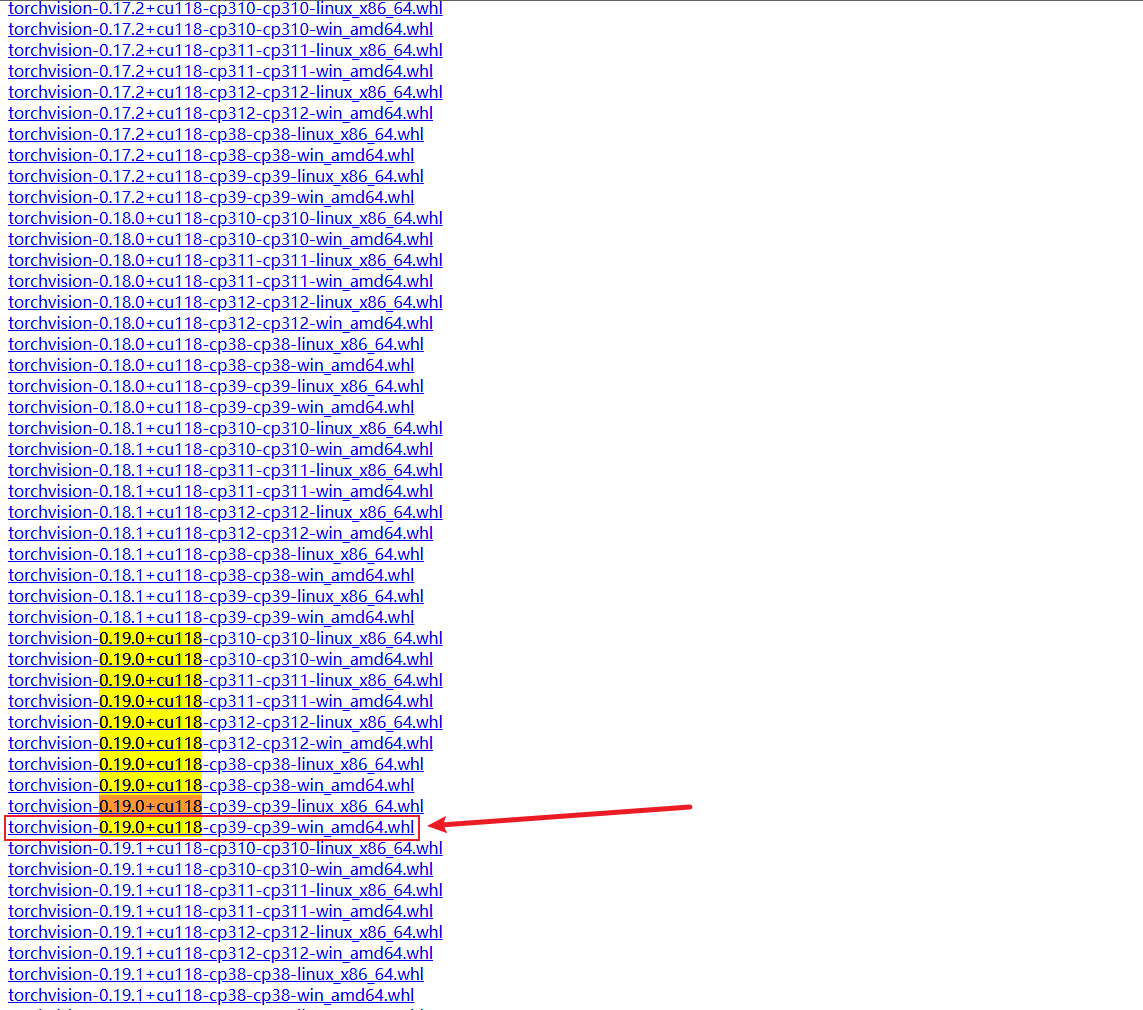 torchvision-0.17.2+cu118-cp310-cp310-linux_x86_64.whl
torchvision-0.17.2+cu118-cp310-cp310-win_amd64.whl
torchvision-0.17.2+cu118-cp311-cp311-linux_x86_64.whl
torchvision-0.17.2+cu118-cp311-cp311-win_amd64.whl
torchvision-0.17.2+cu118-cp312-cp312-linux_x86_64.whl
torchvision-0.17.2+cu118-cp312-cp312-win_amd64.whl
torchvision-0.17.2+cu118-cp38-cp38-linux_x86_64.whl
torchvision-0.17.2+cu118-cp38-cp38-win_amd64.whl
torchvision-0.17.2+cu118-cp39-cp39-linux_x86_64.whl
torchvision-0.17.2+cu118-cp39-cp39-win_amd64.whl
torchvision-0.18.0+cu118-cp310-cp310-linux_x86_64.whl
torchvision-0.18.0+cu118-cp310-cp310-win_amd64.whl
torchvision-0.18.0+cu118-cp311-cp311-linux_x86_64.whl
torchvision-0.18.0+cu118-cp311-cp311-win_amd64.whl
torchvision-0.18.0+cu118-cp312-cp312-linux_x86_64.whl
torchvision-0.18.0+cu118-cp312-cp312-win_amd64.whl
torchvision-0.18.0+cu118-cp38-cp38-linux_x86_64.whl
torchvision-0.18.0+cu118-cp38-cp38-win_amd64.whl
torchvision-0.18.0+cu118-cp39-cp39-linux_x86_64.whl
torchvision-0.18.0+cu118-cp39-cp39-win_amd64.whl
torchvision-0.18.1+cu118-cp310-cp310-linux_x86_64.whl
torchvision-0.18.1+cu118-cp310-cp310-win_amd64.whl
torchvision-0.18.1+cu118-cp311-cp311-linux_x86_64.whl
torchvision-0.18.1+cu118-cp311-cp311-win_amd64.whl
torchvision-0.18.1+cu118-cp312-cp312-linux_x86_64.whl
torchvision-0.18.1+cu118-cp312-cp312-win_amd64.whl
torchvision-0.18.1+cu118-cp38-cp38-linux_x86_64.whl
torchvision-0.18.1+cu118-cp38-cp38-win_amd64.whl
torchvision-0.18.1+cu118-cp39-cp39-linux_x86_64.whl
torchvision-0.18.1+cu118-cp39-cp39-win_amd64.whl
torchvision-0.19.0+cu118-cp310-cp310-linux_x86_64.whl
torchvision-0.19.0+cu118-cp310-cp310-win_amd64.whl
torchvision-0.19.0+cu118-cp311-cp311-linux_x86_64.whl
torchvision-0.19.0+cu118-cp311-cp311-win_amd64.whl
torchvision-0.19.0+cu118-cp312-cp312-linux_x86_64.whl
torchvision-0.19.0+cu118-cp312-cp312-win_amd64.whl
torchvision-0.19.0+cu118-cp38-cp38-linux_x86_64.whl
torchvision-0.19.0+cu118-cp38-cp38-win_amd64.whl
torchvision-0.19.0+cu118-cp39-cp39-linux_x86_64.whl
torchvision-0.19.0+cu118-cp39-cp39-win_amd64.whl
torchvision-0.19.1+cu118-cp310-cp310-linux_x86_64.whl
torchvision-0.19.1+cu118-cp310-cp310-win_amd64.whl
torchvision-0.19.1+cu118-cp311-cp311-linux_x86_64.whl
torchvision-0.19.1+cu118-cp311-cp311-win_amd64.whl
torchvision-0.19.1+cu118-cp312-cp312-linux_x86_64.whl
torchvision-0.19.1+cu118-cp312-cp312-win_amd64.whl
torchvision-0.19.1+cu118-cp38-cp38-linux_x86_64.whl
torchvision-0.19.1+cu118-cp38-cp38-win_amd64.whl